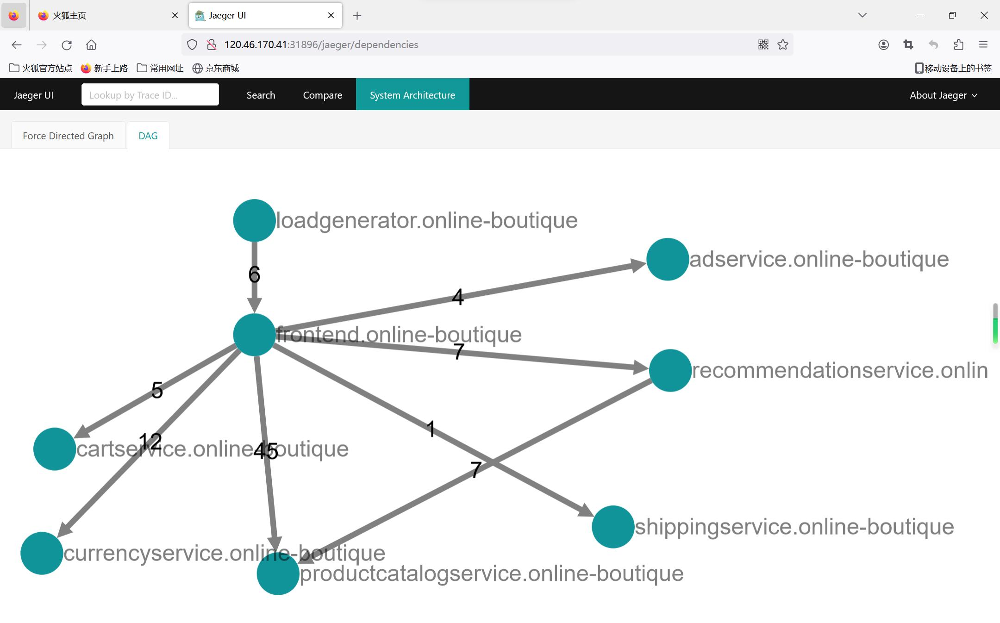 火狐主页
Jaeger UI
120.46.170.41:31896/jaeger/dependencies
火狐官方站点 新手上路 常用网址 京东商城 移动设备上的书签
Jaeger UI Lookup by Trace ID... Search Compare System Architecture About Jaeger
Force Directed Graph DAG
loadgenerator.online-boutique
adservice.online-boutique
6
4
frontend.online-boutique
7
recommendationservice.onlin
5
1
12
cartservice.online-boutique
45
7
shippingservice.online-boutique
currencyservice.online-boutique
productcatalogservice.online-boutique